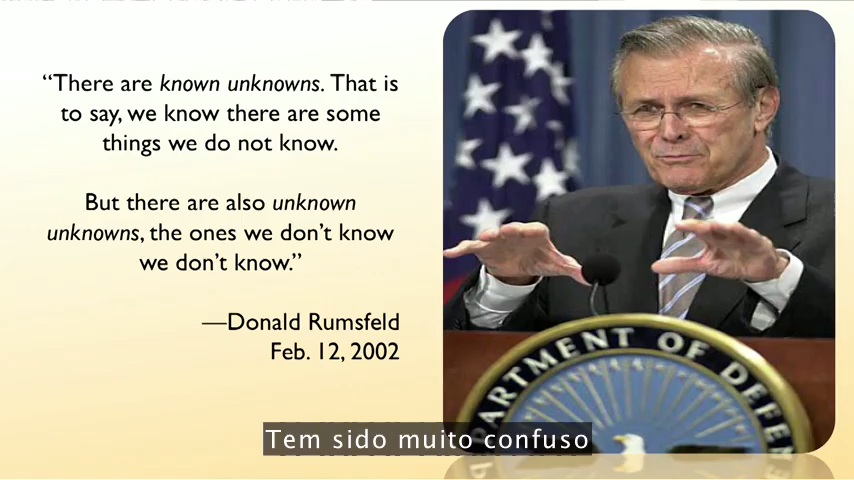 “There are known unknowns. That is
to say, we know there are some
things we do not know.
But there are also unknown
unknowns, the ones we don’t know
we don’t know.”
—Donald Rumsfeld
Feb. 12, 2002
DEPARTMENT OF DEFENSE
Tem sido muito confuso